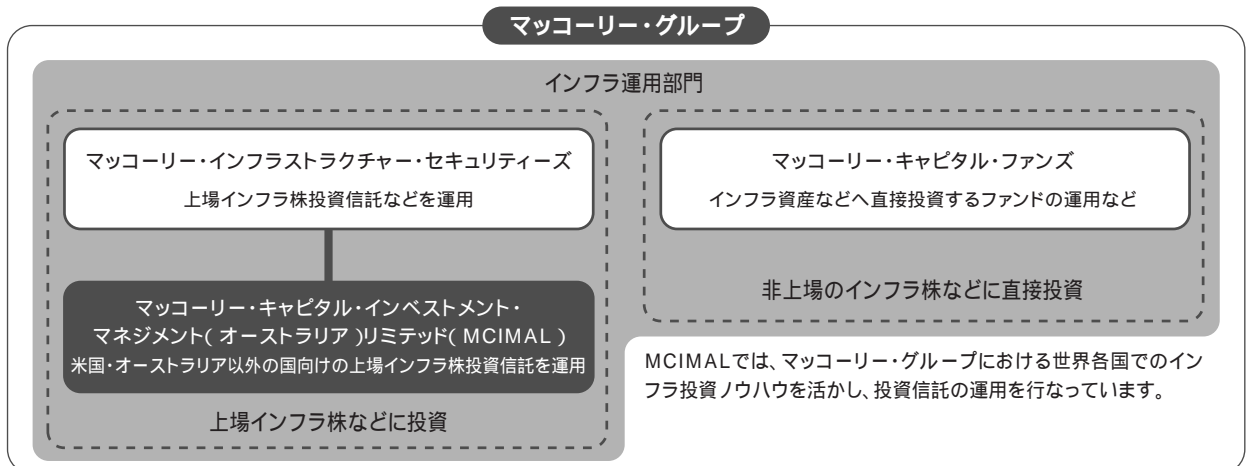 マッコーリー・グループ
インフラ運用部門
マッコーリー・インフラストラクチャー・セキュリティーズ
上場インフラ株投資信託などを運用
マッコーリー・キャピタル・インベストメント・
マネジメント(オーストラリア)リミテッド(MCIMAL)
米国・オーストラリア以外の国向けの上場インフラ株投資信託を運用
上場インフラ株などに投資
マッコーリー・キャピタル・ファンズ
インフラ資産などへ直接投資するファンドの運用など
非上場のインフラ株などに直接投資
MCIMALでは、マッコーリー・グループにおける世界各国でのイン
フラ投資ノウハウを活かし、投資信託の運用を行なっています。